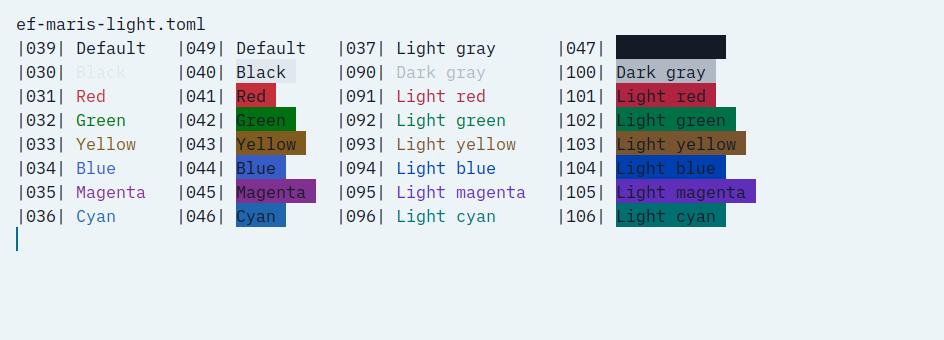 ef-maris-light.toml
|039| Default |049| Default |037| Light gray |047|
|030| Black |040| Black |090| Dark gray |100| Dark gray
|031| Red |041| Red |091| Light red |101| Light red
|032| Green |042| Green |092| Light green |102| Light green
|033| Yellow |043| Yellow |093| Light yellow |103| Light yellow
|034| Blue |044| Blue |094| Light blue |104| Light blue
|035| Magenta |045| Magenta |095| Light magenta |105| Light magenta
|036| Cyan |046| Cyan |096| Light cyan |106| Light cyan